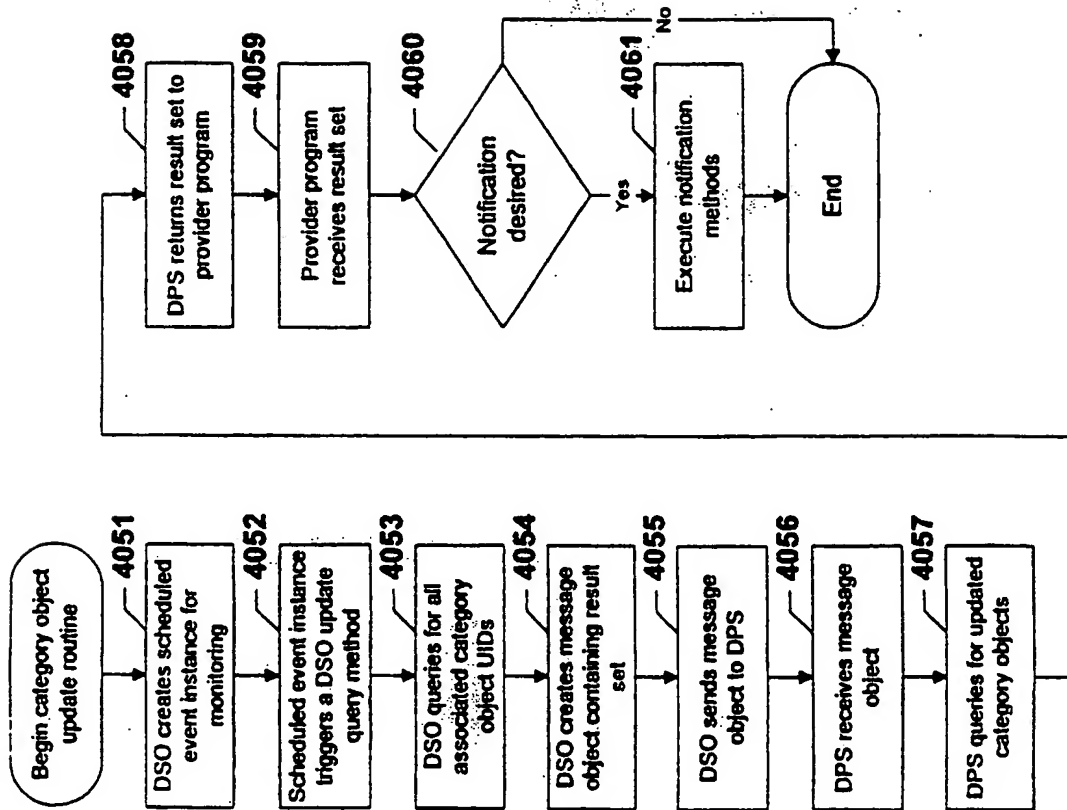 Begin category object
update routine
4051
DSO creates scheduled
event instance for
monitoring
4052
Scheduled event instance
triggers a DSO update
query method
4053
DSO queries for all
associated category
object UIDs
4054
DSO creates message
object containing result
set
4055
DSO sends message
object to DPS
4056
DPS receives message
object
4057
DPS queries for updated
category objects
4058
DPS returns result set to
provider program
4059
Provider program
receives result set
4060
Notification
desired?
No
Yes
4061
Execute notification
methods
End